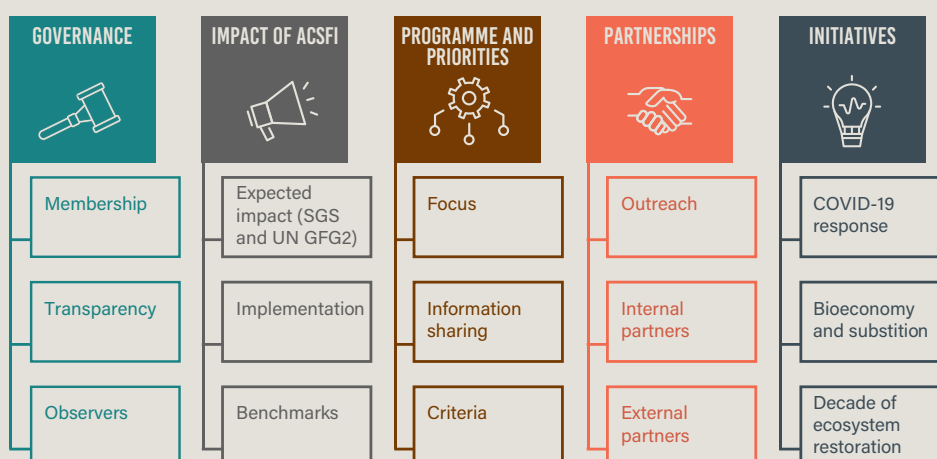 GOVERNANCE
Membership
Transparency
Observers
IMPACT OF ACSFI
Expected
impact (SGS
and UN GFG2)
Implementation
Benchmarks
PROGRAMME AND
PRIORITIES
Focus
Information
sharing
Criteria
PARTNERSHIPS
Outreach
Internal
partners
External
partners
INITIATIVES
COVID-19
response
Bioeconomy
and substition
Decade of
ecosystem
restoration